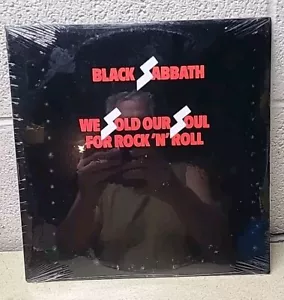 BLACK SABBATH
WE SOLD OUR SOUL
FOR ROCK 'N' ROLL